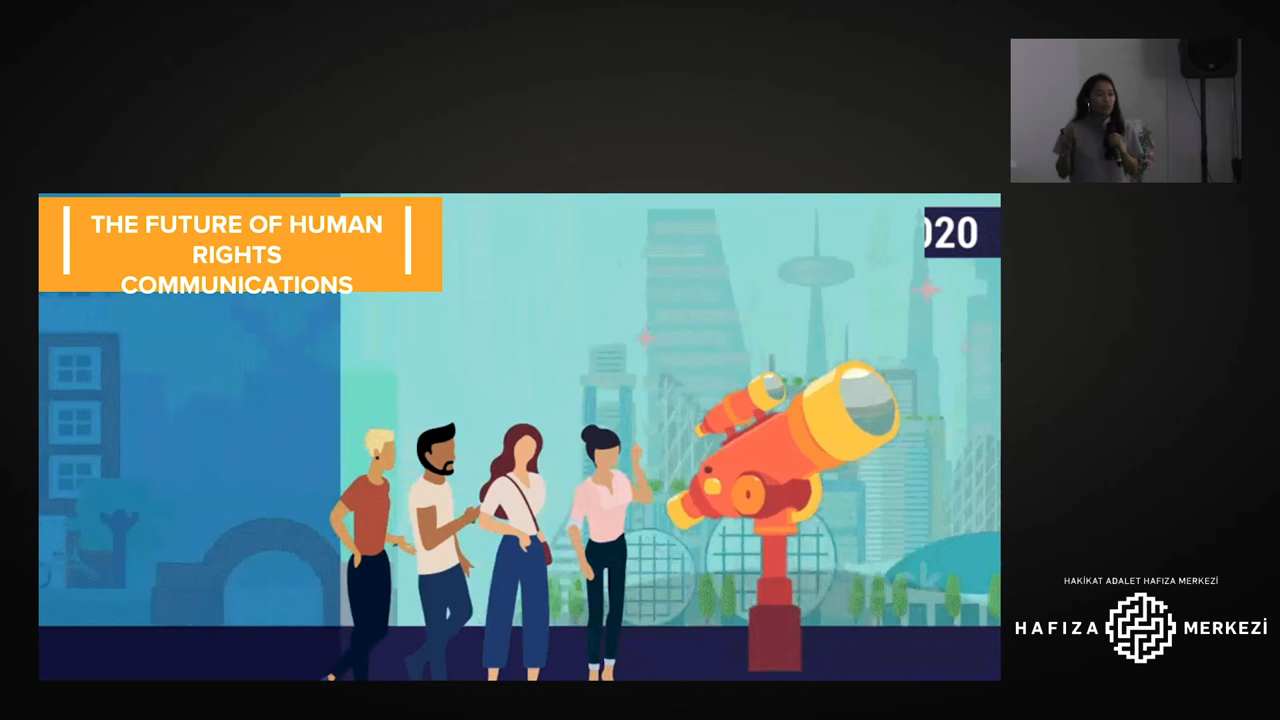 THE FUTURE OF HUMAN
RIGHTS
COMMUNICATIONS
020
HAKİKAT ADALET HAFIZA MERKEZİ
HAFIZA MERKEZİ